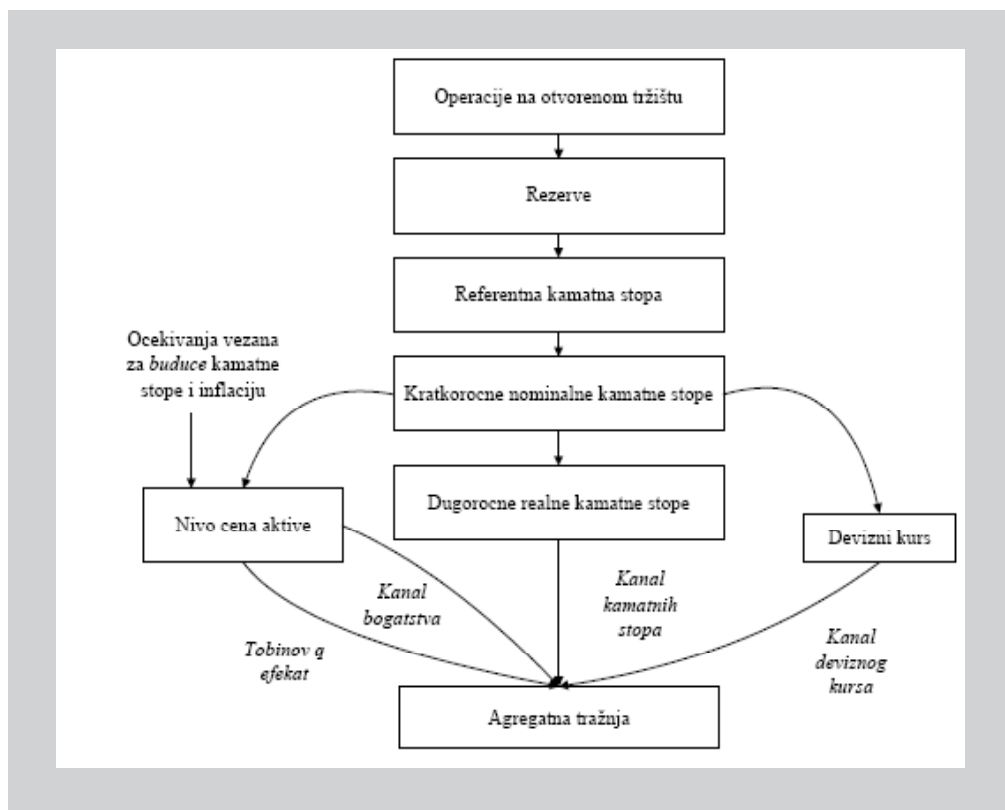 Operacije na otvorenom tržištu
Rezerve
Referentna kamatna stopa
Ocekivanja vezana
za buduce kamatne
stope i inflaciju
Kratkorocne nominalne kamatne stope
Dugorocne realne kamatne stope
Nivo cena aktive
Devizni kurs
Kanal
bogatstva
Kanal
kamatnih
stopa
Tobinov q
efekat
Kanal
deviznog
kursa
Agregatna tražnja